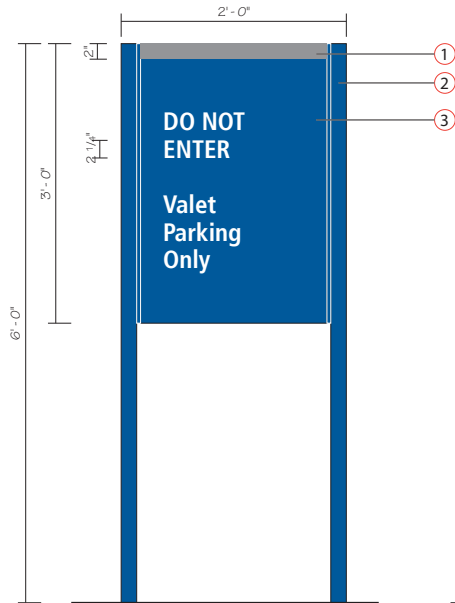 2'-0"
1
2"
2
3
DO NOT
ENTER
2 1/4"
3'-0"
Valet
Parking
Only
6'-0"